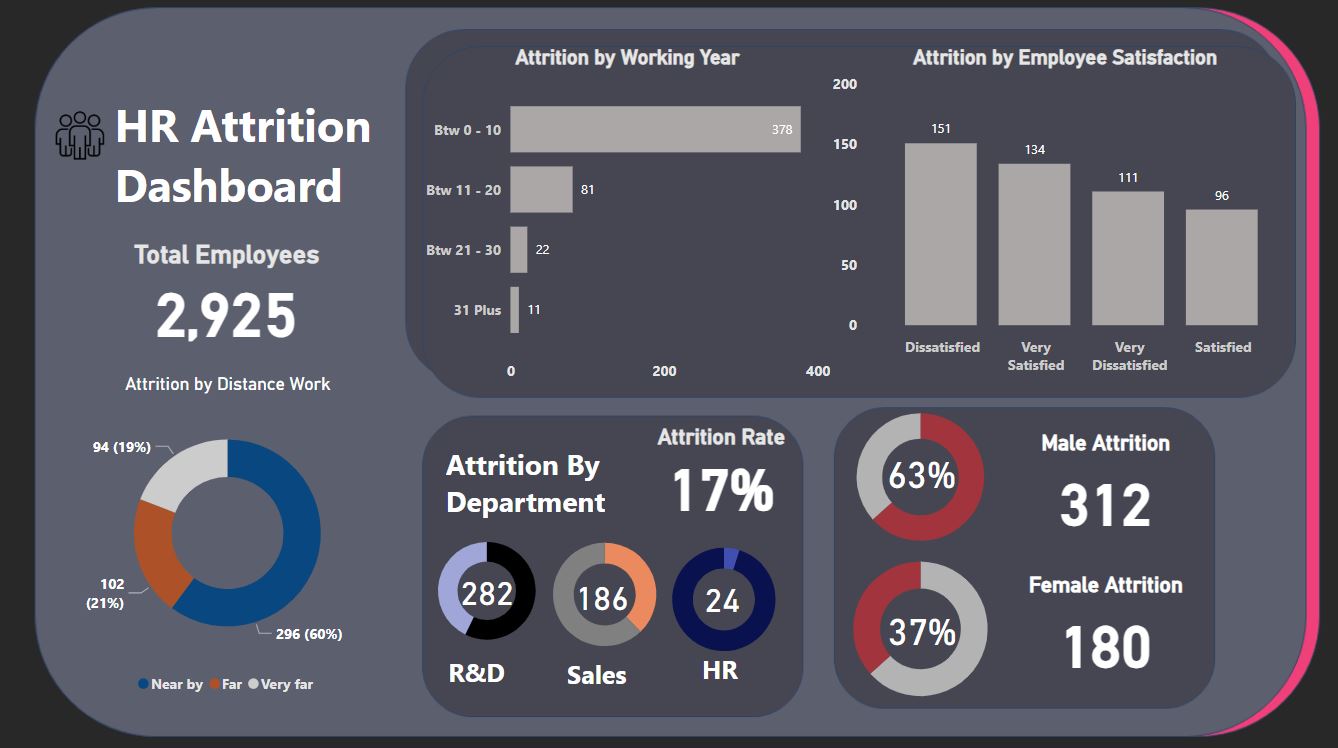 HR Attrition
Dashboard
Total Employees
2,925
Attrition by Distance Work
94 (19%)
102
(21%)
296 (60%)
Near by Far Very far
Attrition by Working Year
Btw 0 - 10
378
Btw 11 - 20
81
Btw 21 - 30
22
31 Plus
11
0 200 400
Attrition by Employee Satisfaction
200
150
100
50
0
151
134
111
96
Dissatisfied
Very
Satisfied
Very
Dissatisfied
Satisfied
Attrition By
Department
Attrition Rate
17%
282
R&D
186
Sales
24
HR
63%
Male Attrition
312
37%
Female Attrition
180